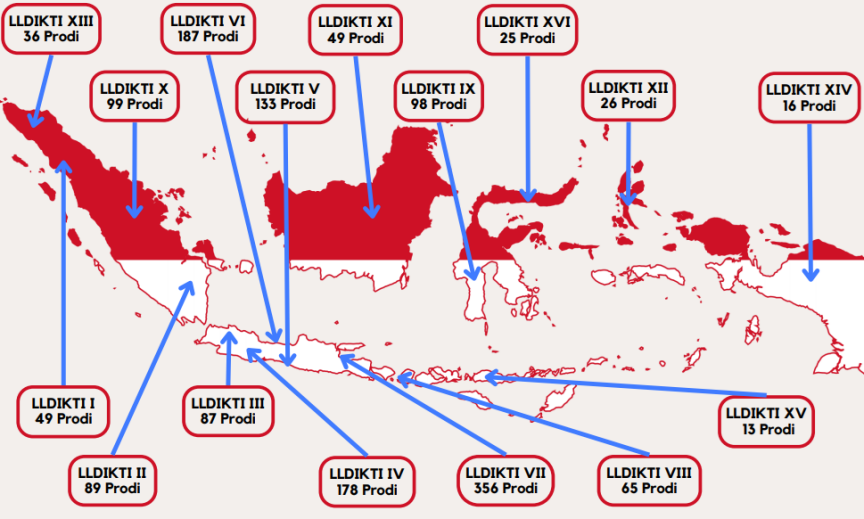 LLDIKTI XIII
36 Prodi
LLDIKTI VI
187 Prodi
LLDIKTI XI
49 Prodi
LLDIKTI XVI
25 Prodi
LLDIKTI X
99 Prodi
LLDIKTI V
133 Prodi
LLDIKTI IX
98 Prodi
LLDIKTI XII
26 Prodi
LLDIKTI XIV
16 Prodi
LLDIKTI I
49 Prodi
LLDIKTI III
87 Prodi
LLDIKTI XV
13 Prodi
LLDIKTI II
89 Prodi
LLDIKTI IV
178 Prodi
LLDIKTI VII
356 Prodi
LLDIKTI VIII
65 Prodi